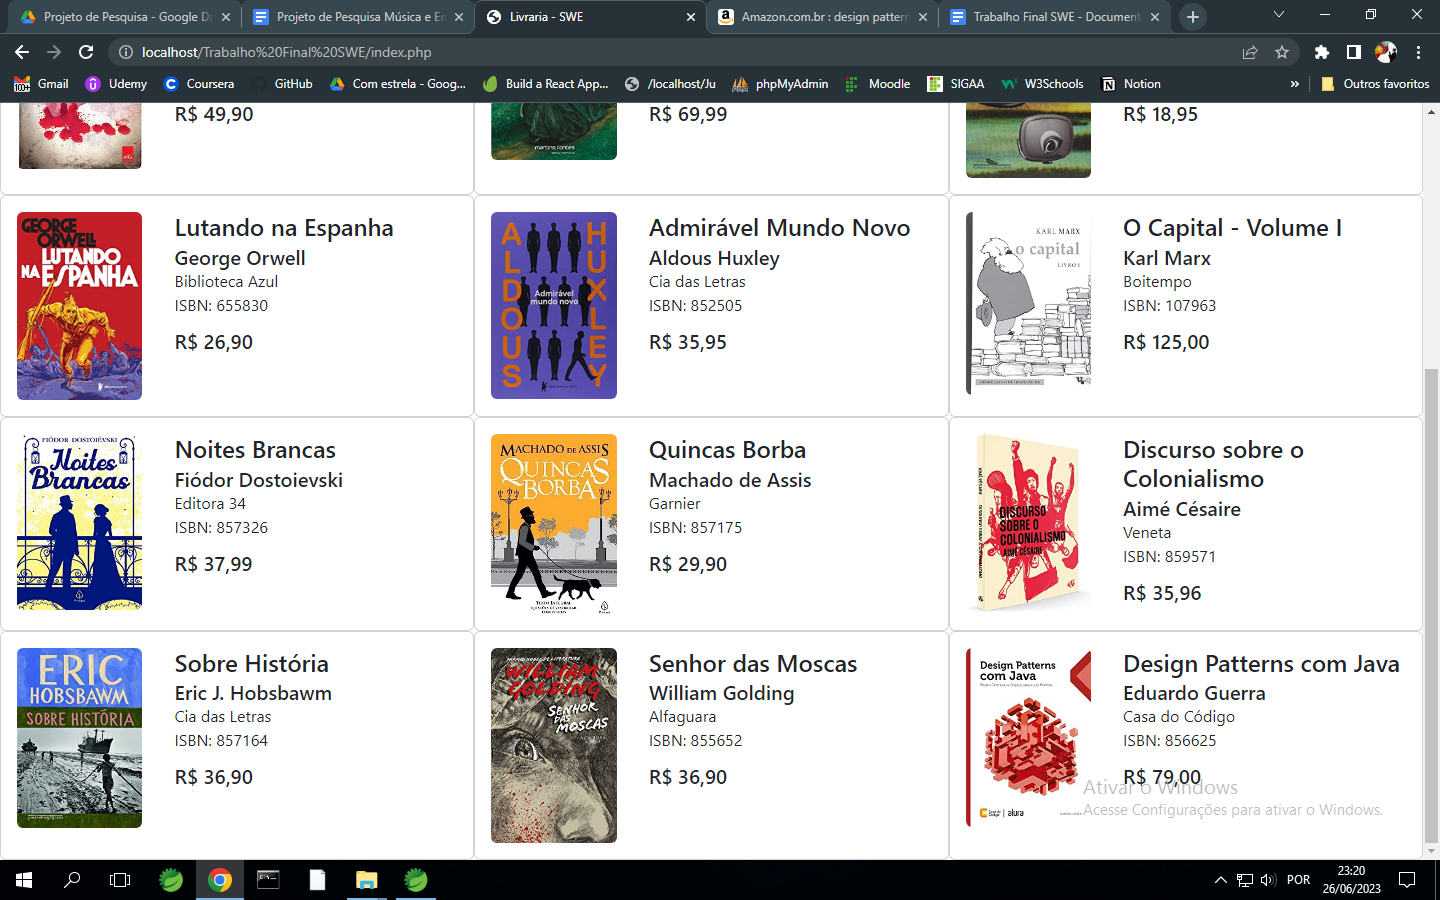 Projeto de Pesquisa - Google Dr
Projeto de Pesquisa Música e En
Livraria - SWE
Amazon.com.br : design pattern
Trabalho Final SWE - Document
localhost/Trabalho%20Final%20SWE/index.php
Gmail
Udemy
Coursera
GitHub
Com estrela - Goog...
Build a React App...
/localhost/Ju
phpMyAdmin
Moodle
SIGAA
W3Schools
Notion
»
Outros favoritos
R$ 49,90
martins fontes
R$ 69,99
R$ 18,95
GEORGE
ORWELL
LUTANDO
NA ESPANHA
Lutando na Espanha
George Orwell
Biblioteca Azul
ISBN: 655830
R$ 26,90
ALDOUS
HUXLEY
Admirável
mundo novo
Admirável Mundo Novo
Aldous Huxley
Cia das Letras
ISBN: 852505
R$ 35,95
KARL MARX
o capital
LIVRO I
O Capital - Volume I
Karl Marx
Boitempo
ISBN: 107963
R$ 125,00
FIÓDOR DOSTOIÉVSKI
Noites
Brancas
Noites Brancas
Fiódor Dostoievski
Editora 34
ISBN: 857326
R$ 37,99
MACHADO DE ASSIS
QUINCAS
BORBA
TEXTO INTEGRAL
Quincas Borba
Machado de Assis
Garnier
ISBN: 857175
R$ 29,90
DISCURSO
SOBRE O
COLONIALISMO
AIMÉ CÉSAIRE
Discurso sobre o
Colonialismo
Aimé Césaire
Veneta
ISBN: 859571
R$ 35,96
ERIC
HOBSBAWM
SOBRE HISTÓRIA
Sobre História
Eric J. Hobsbawm
Cia das Letras
ISBN: 857164
R$ 36,90
WILLIAM
GOLDING
SENHOR
DAS
MOSCAS
Senhor das Moscas
William Golding
Alfaguara
ISBN: 855652
R$ 36,90
Design Patterns
com Java
alura
Design Patterns com Java
Eduardo Guerra
Casa do Código
ISBN: 856625
R$ 79,00
Ativar o Windows
Acesse Configurações para ativar o Windows.
POR
23:20
26/06/2023